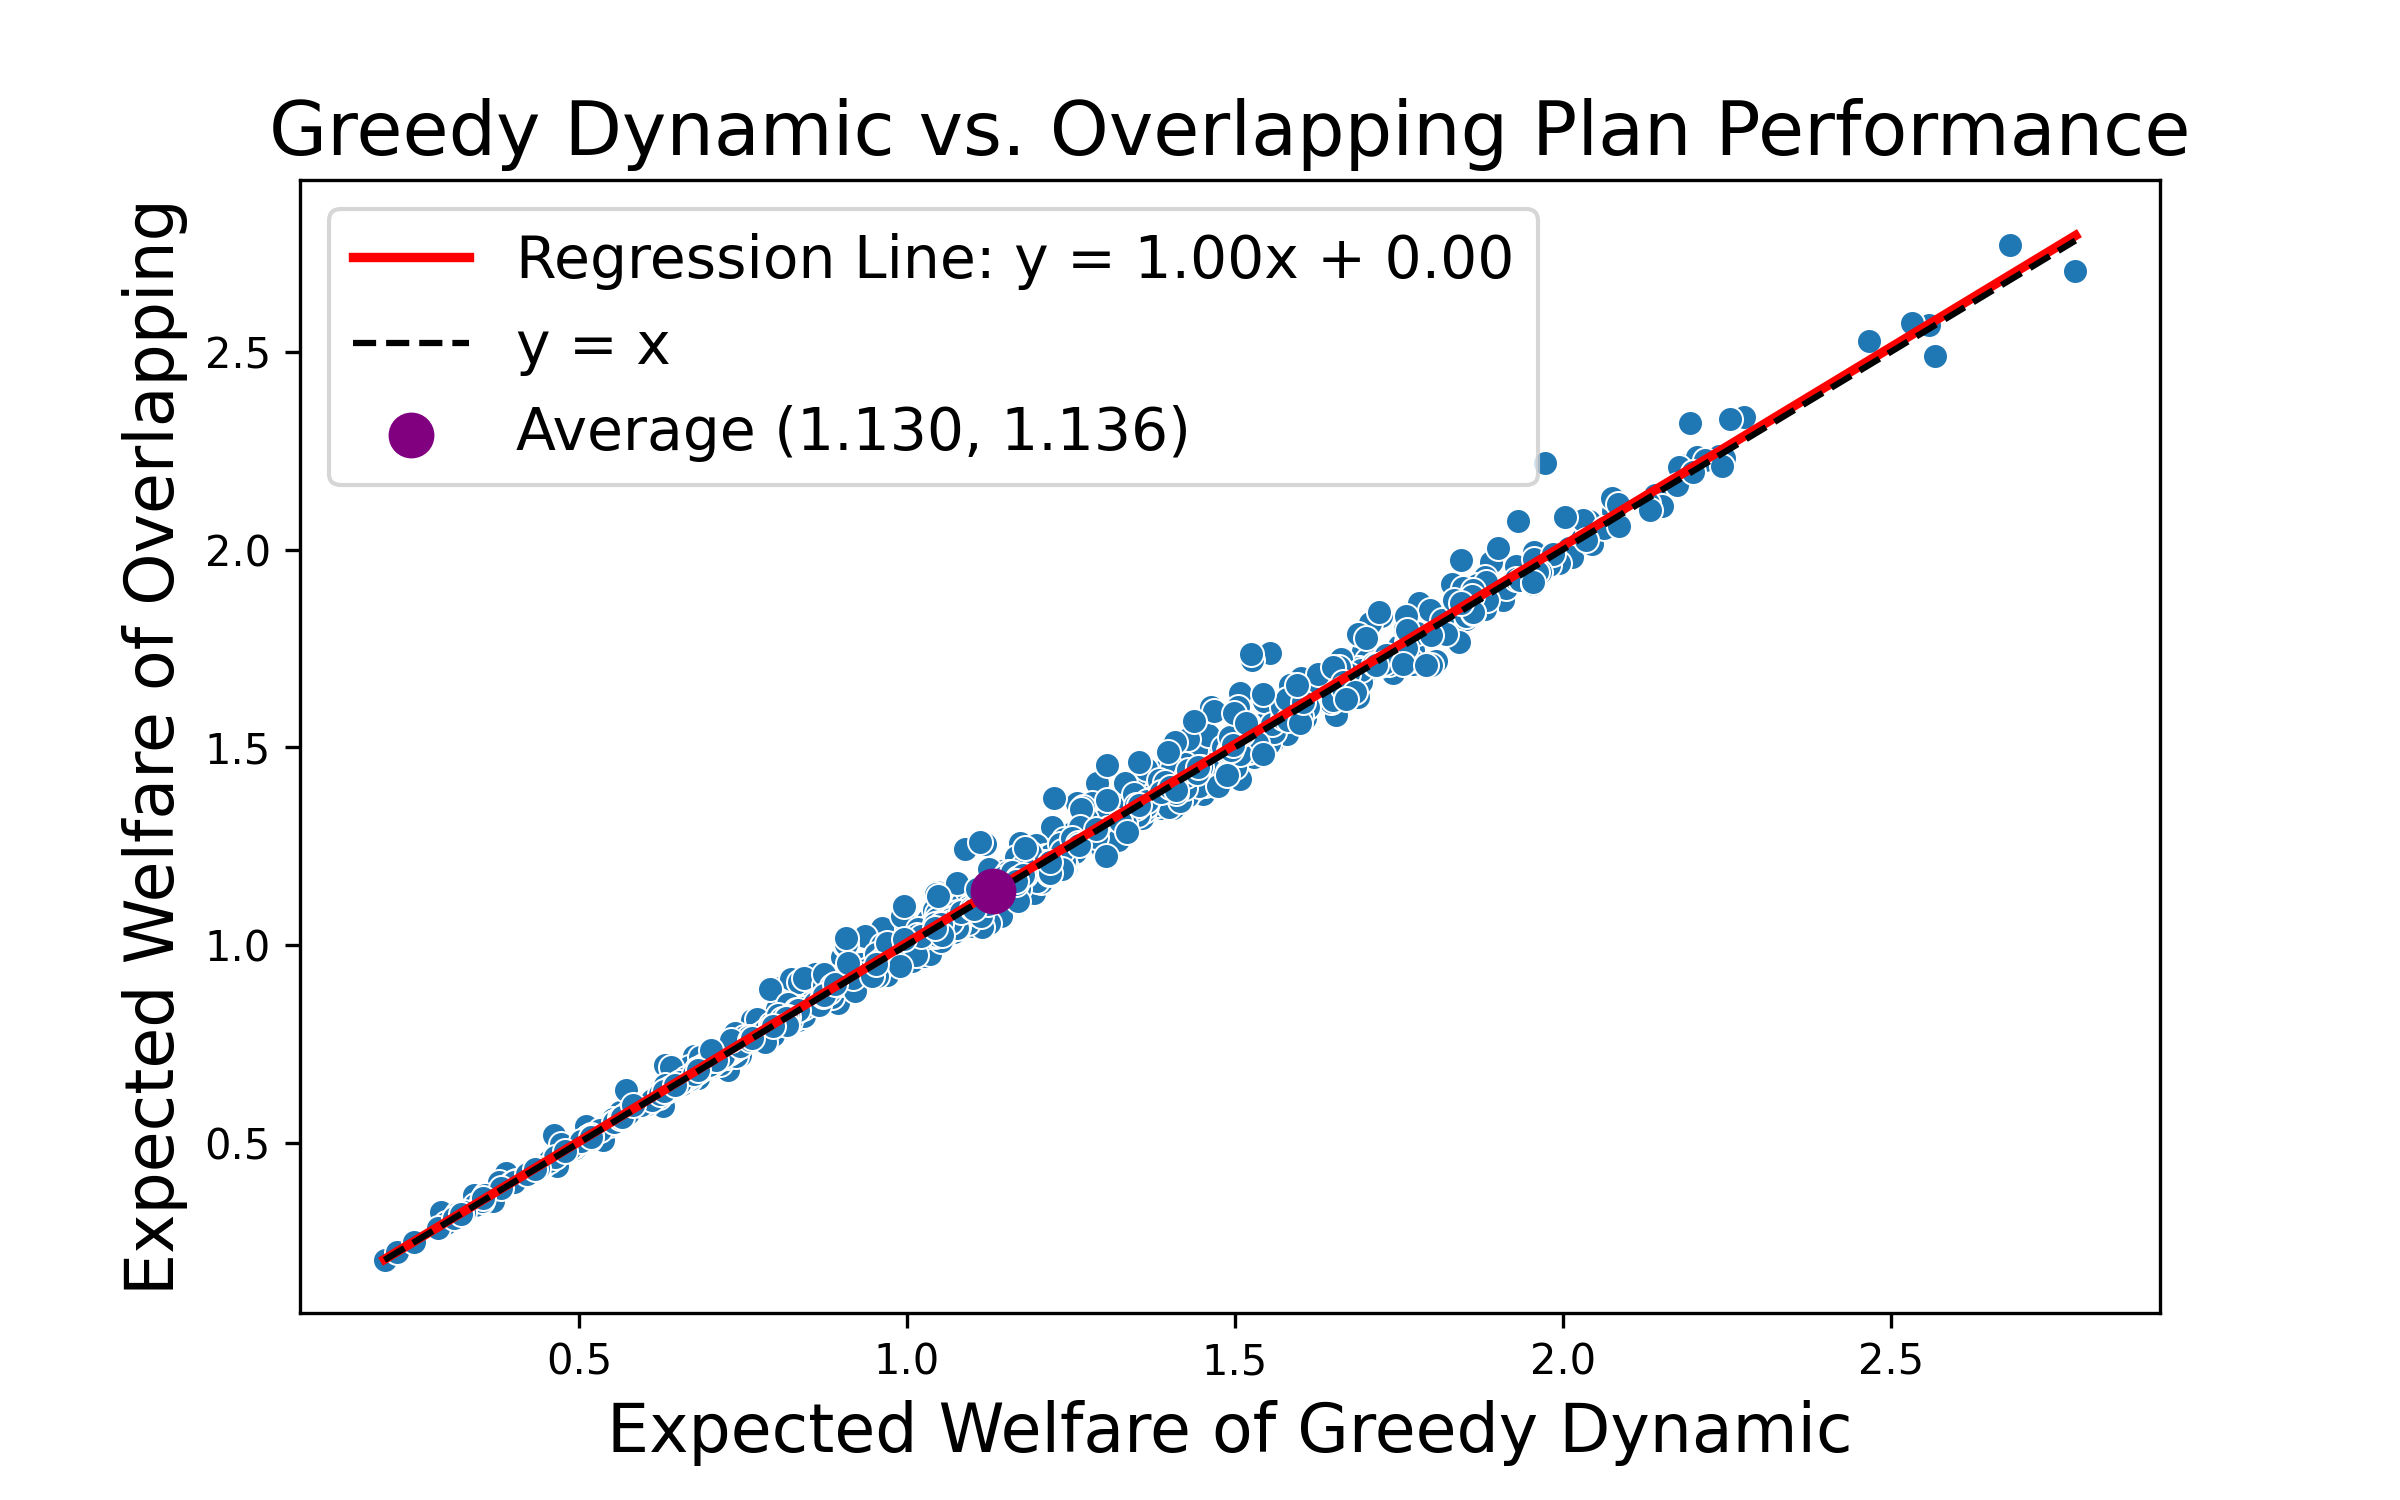 Greedy Dynamic vs. Overlapping Plan Performance
Regression Line: y = 1.00x + 0.00
y = x
Average (1.130, 1.136)
Expected Welfare of Overlapping
2.5
2.0
1.5
1.0
0.5
0.5 1.0 1.5 2.0 2.5
Expected Welfare of Greedy Dynamic